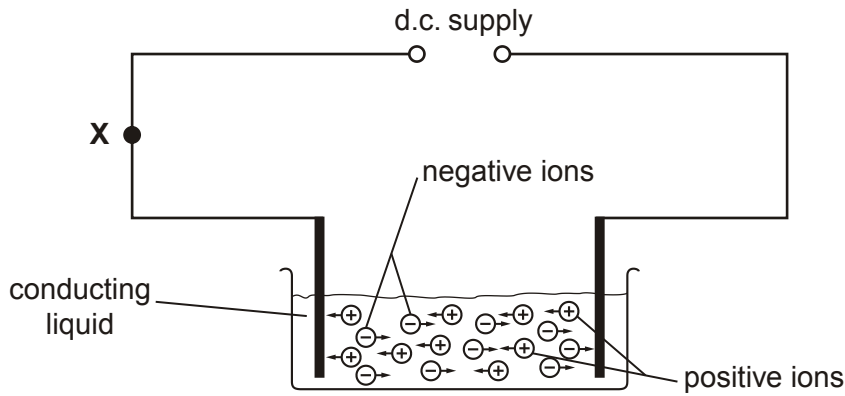 d.c. supply
X
negative ions
conducting
liquid
positive ions